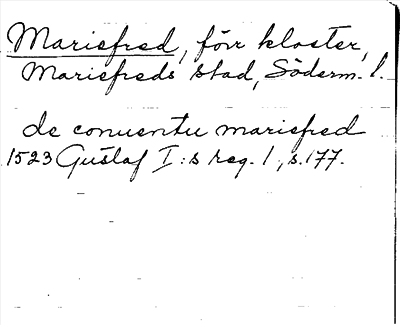 Mariefred, förr kloster,
Mariefreds stad, Söderm. l.
de conuentu mariefred
1523 Gustaf I:s reg. 1, s. 177.